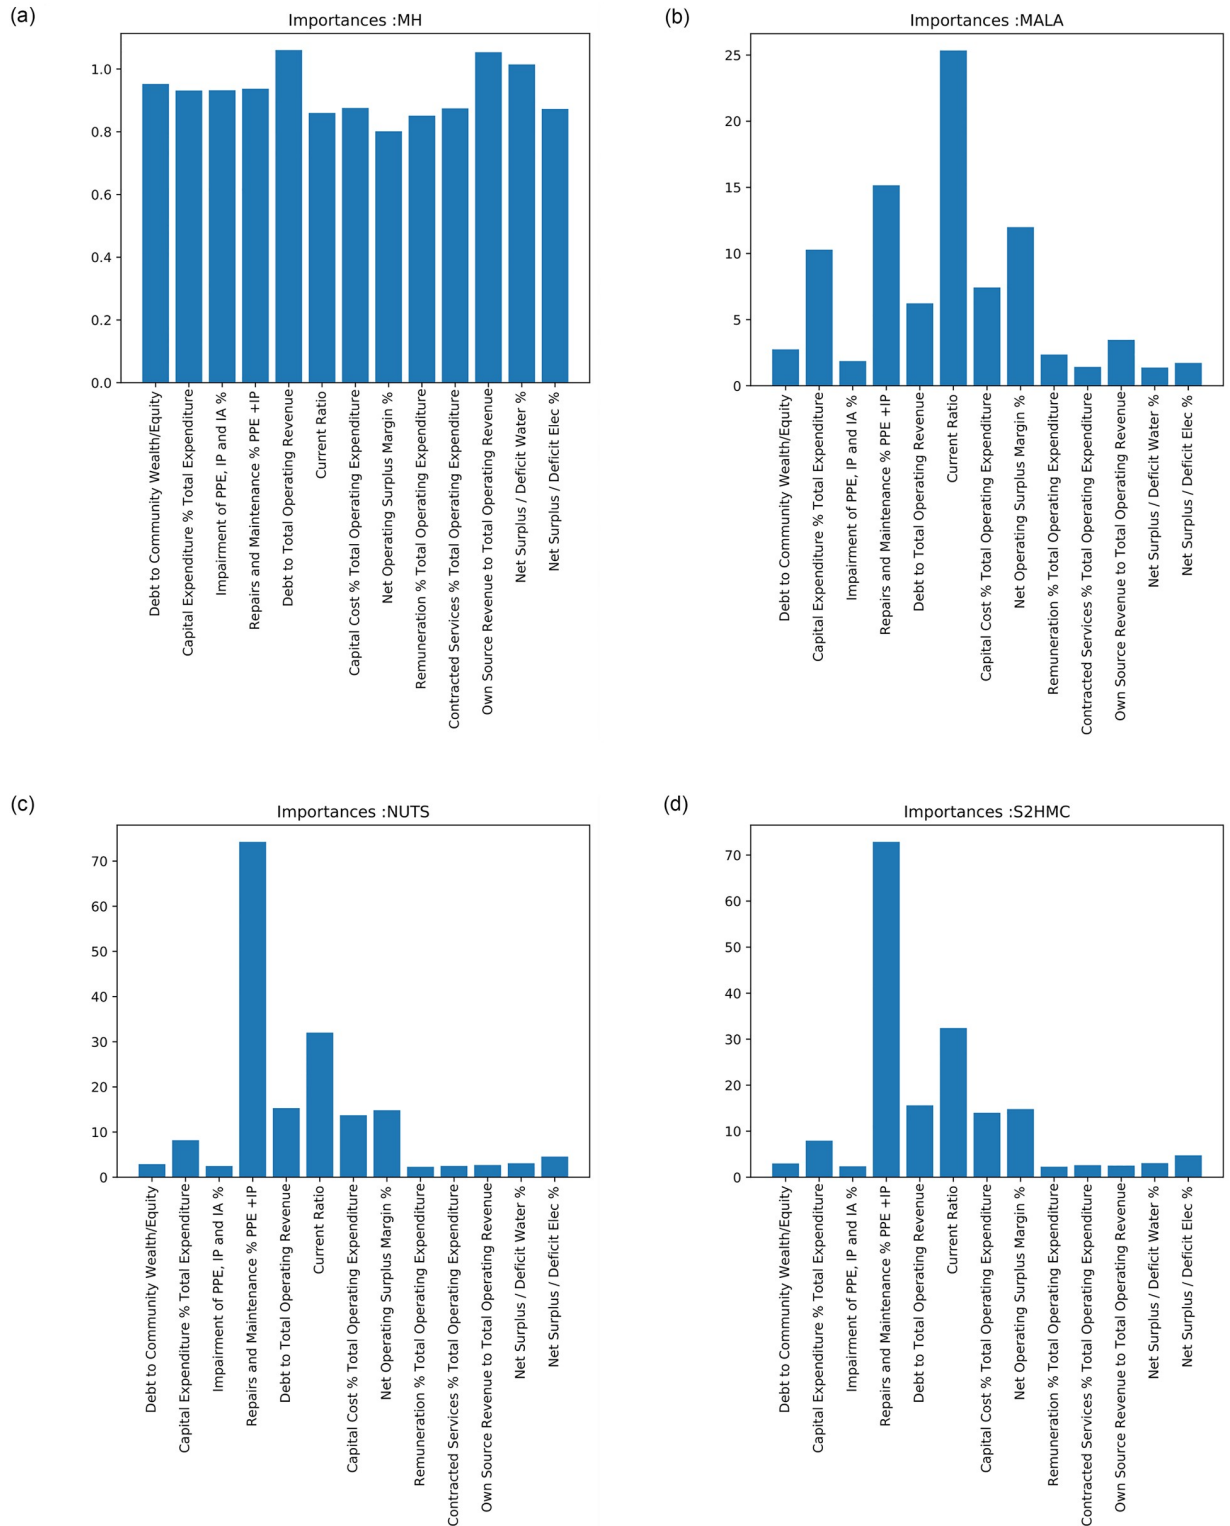 (a)
Importances :MH
1.0
0.8
0.6
0.4
0.2
0.0
Debt to Community Wealth/Equity
Capital Expenditure % Total Expenditure
Impairment of PPE, IP and IA %
Repairs and Maintenance % PPE +IP
Debt to Total Operating Revenue
Current Ratio
Capital Cost % Total Operating Expenditure
Net Operating Surplus Margin %
Remuneration % Total Operating Expenditure
Contracted Services % Total Operating Expenditure
Own Source Revenue to Total Operating Revenue
Net Surplus / Deficit Water %
Net Surplus / Deficit Elec %
(b)
Importances :MALA
25
20
15
10
5
0
Debt to Community Wealth/Equity
Capital Expenditure % Total Expenditure
Impairment of PPE, IP and IA %
Repairs and Maintenance % PPE +IP
Debt to Total Operating Revenue
Current Ratio
Capital Cost % Total Operating Expenditure
Net Operating Surplus Margin %
Remuneration % Total Operating Expenditure
Contracted Services % Total Operating Expenditure
Own Source Revenue to Total Operating Revenue
Net Surplus / Deficit Water %
Net Surplus / Deficit Elec %
(c)
Importances :NUTS
70
60
50
40
30
20
10
0
Debt to Community Wealth/Equity
Capital Expenditure % Total Expenditure
Impairment of PPE, IP and IA %
Repairs and Maintenance % PPE +IP
Debt to Total Operating Revenue
Current Ratio
Capital Cost % Total Operating Expenditure
Net Operating Surplus Margin %
Remuneration % Total Operating Expenditure
Contracted Services % Total Operating Expenditure
Own Source Revenue to Total Operating Revenue
Net Surplus / Deficit Water %
Net Surplus / Deficit Elec %
(d)
Importances :S2HMC
70
60
50
40
30
20
10
0
Debt to Community Wealth/Equity
Capital Expenditure % Total Expenditure
Impairment of PPE, IP and IA %
Repairs and Maintenance % PPE +IP
Debt to Total Operating Revenue
Current Ratio
Capital Cost % Total Operating Expenditure
Net Operating Surplus Margin %
Remuneration % Total Operating Expenditure
Contracted Services % Total Operating Expenditure
Own Source Revenue to Total Operating Revenue
Net Surplus / Deficit Water %
Net Surplus / Deficit Elec %